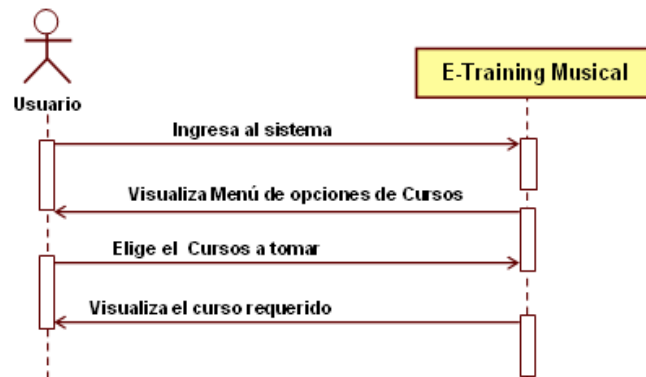 E-Training Musical
Usuario
Ingresa al sistema
Visualiza Menú de opciones de Cursos
Elige el Cursos a tomar
Visualiza el curso requerido